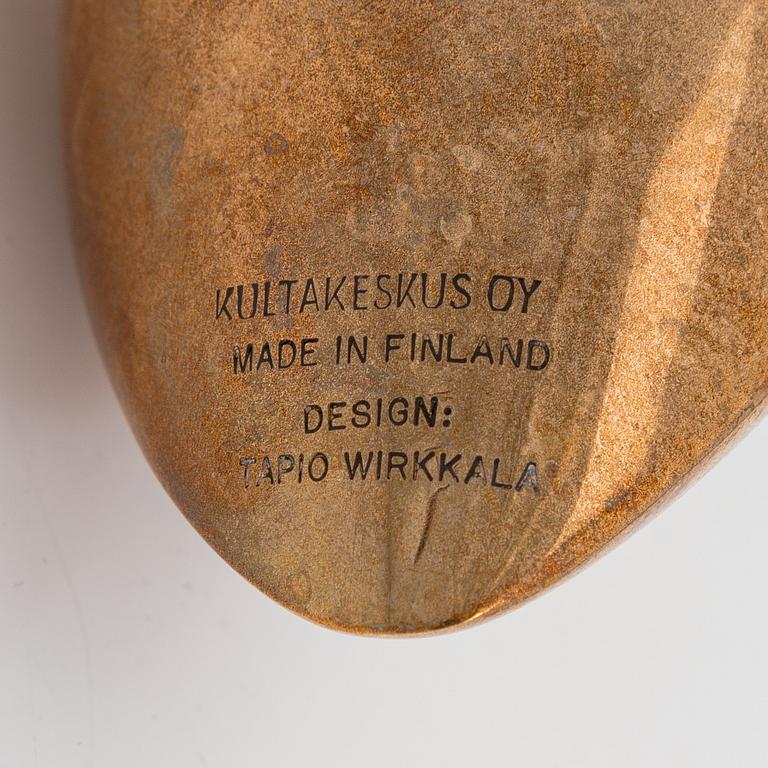 KULTAKESKUS OY
MADE IN FINLAND
DESIGN:
TAPIO WIRKKALA